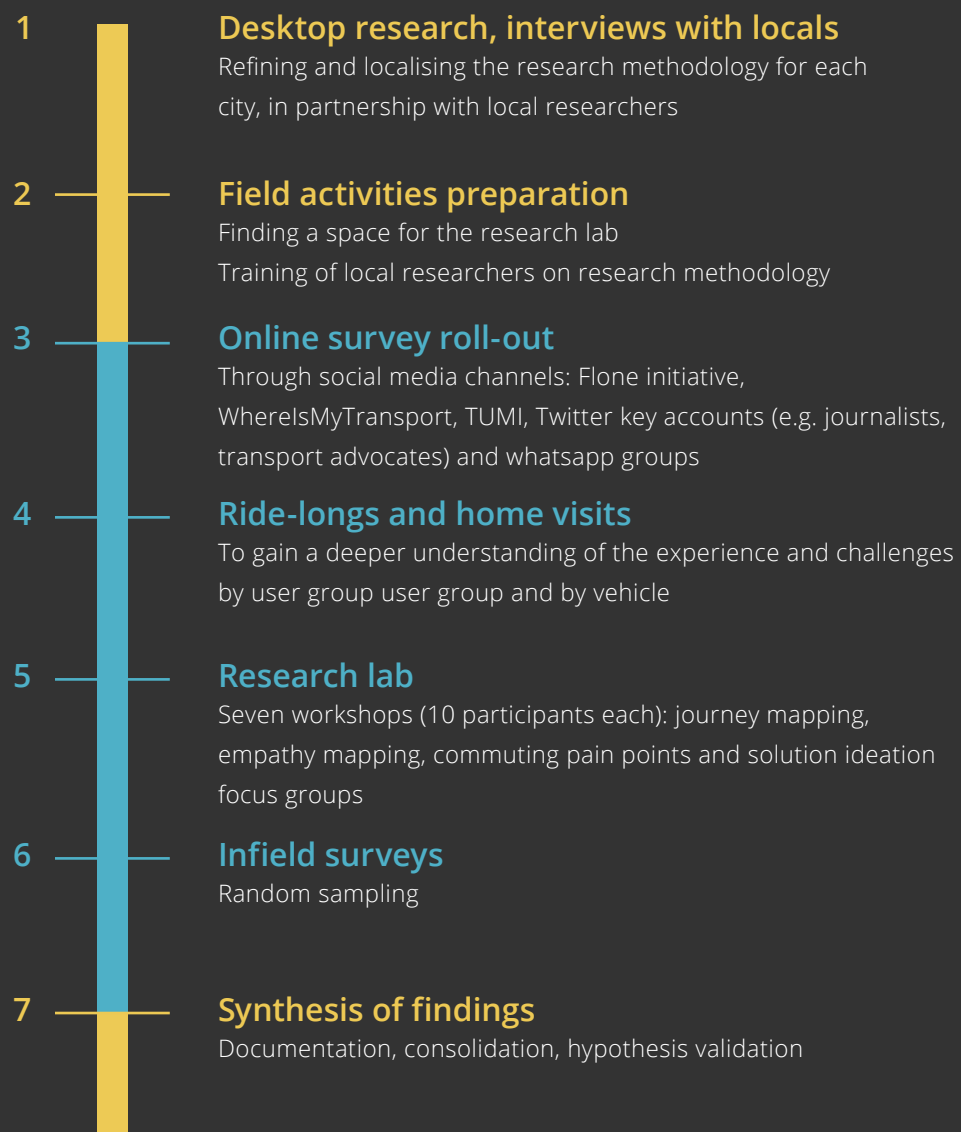 1 Desktop research, interviews with locals
Refining and localising the research methodology for each
city, in partnership with local researchers
2 Field activities preparation
Finding a space for the research lab
Training of local researchers on research methodology
3 Online survey roll-out
Through social media channels: Flone initiative,
WhereIsMyTransport, TUMI, Twitter key accounts (e.g. journalists,
transport advocates) and whatsapp groups
4 Ride-longs and home visits
To gain a deeper understanding of the experience and challenges
by user group user group and by vehicle
5 Research lab
Seven workshops (10 participants each): journey mapping,
empathy mapping, commuting pain points and solution ideation
focus groups
6 Infield surveys
Random sampling
7 Synthesis of findings
Documentation, consolidation, hypothesis validation